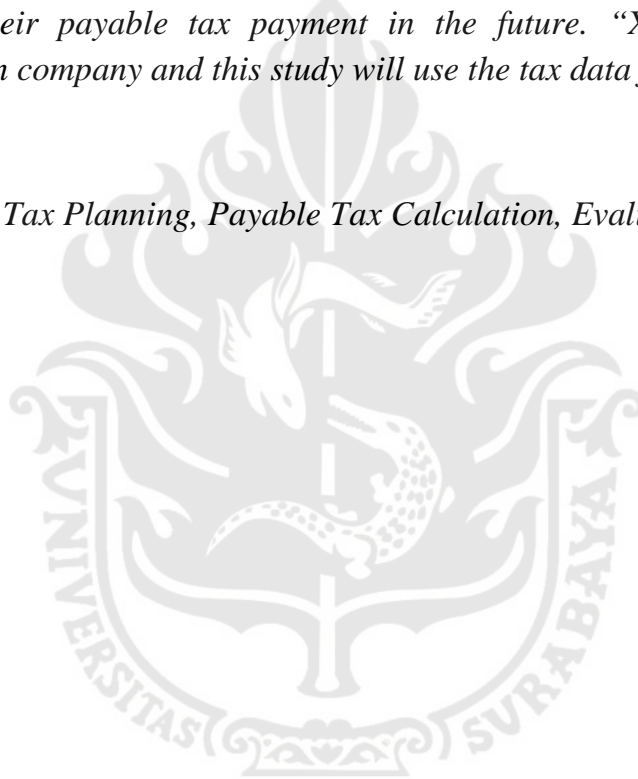 eir payable tax payment in the future. “X
n company and this study will use the tax data
Tax Planning, Payable Tax Calculation, Eval
UNIVERSITAS SURABAYA